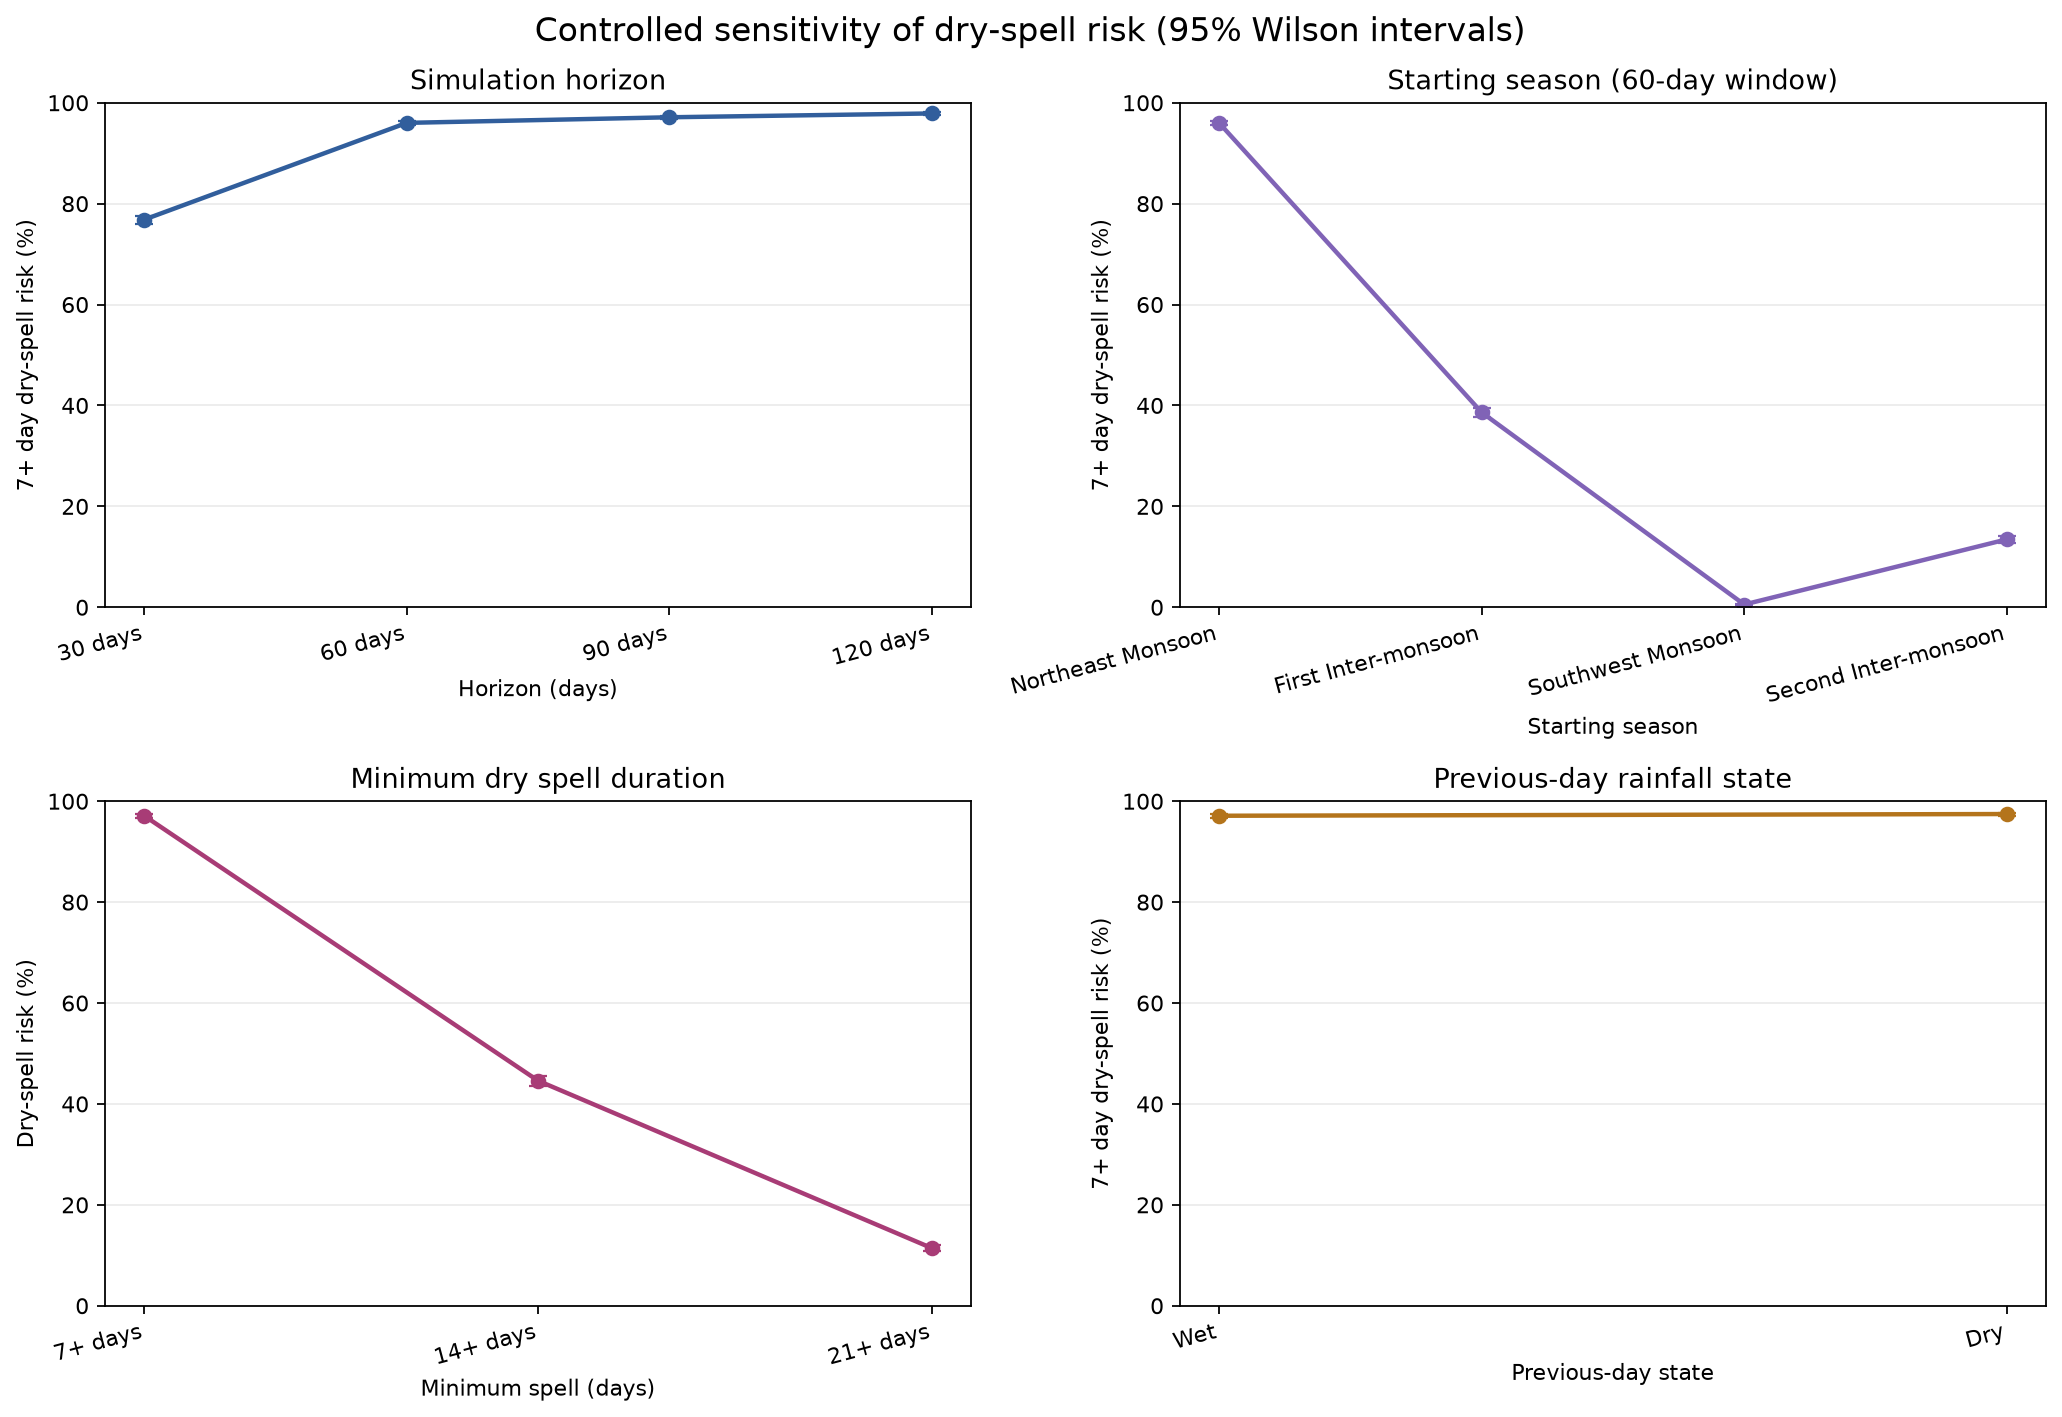 Controlled sensitivity of dry-spell risk (95% Wilson intervals)
Simulation horizon
7+ day dry-spell risk (%)
100
80
60
40
20
0
30 days
60 days
90 days
120 days
Horizon (days)
Starting season (60-day window)
7+ day dry-spell risk (%)
100
80
60
40
20
0
Northeast Monsoon
First Inter-monsoon
Southwest Monsoon
Second Inter-monsoon
Starting season
Minimum dry spell duration
Dry-spell risk (%)
100
80
60
40
20
0
7+ days
14+ days
21+ days
Minimum spell (days)
Previous-day rainfall state
7+ day dry-spell risk (%)
100
80
60
40
20
0
Wet
Dry
Previous-day state